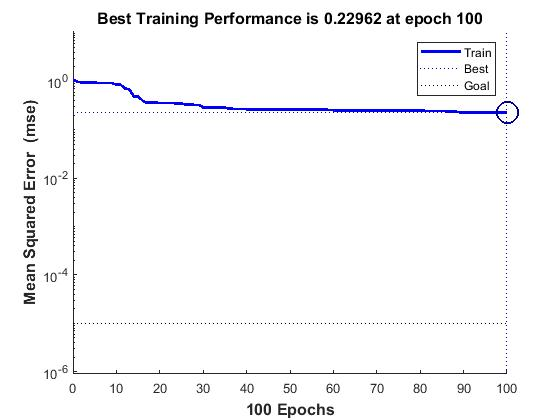 Best Training Performance is 0.22962 at epoch 100
Train
Best
Goal
10^0
10^-2
10^-4
10^-6
Mean Squared Error (mse)
0 10 20 30 40 50 60 70 80 90 100
100 Epochs